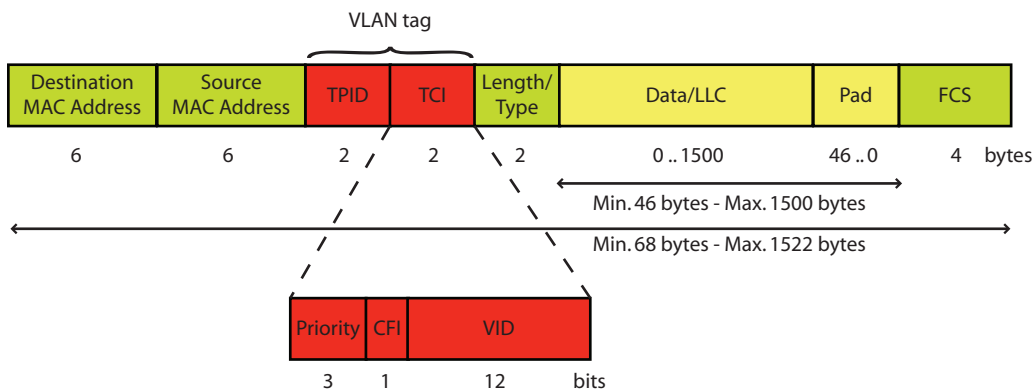 VLAN tag
Destination
MAC Address
Source
MAC Address
TPID
TCI
Length/
Type
Data/LLC
Pad
FCS
6
6
2
2
2
0 .. 1500
46 .. 0
4
bytes
Min. 46 bytes - Max. 1500 bytes
Min. 68 bytes - Max. 1522 bytes
Priority
CFI
VID
3
1
12
bits